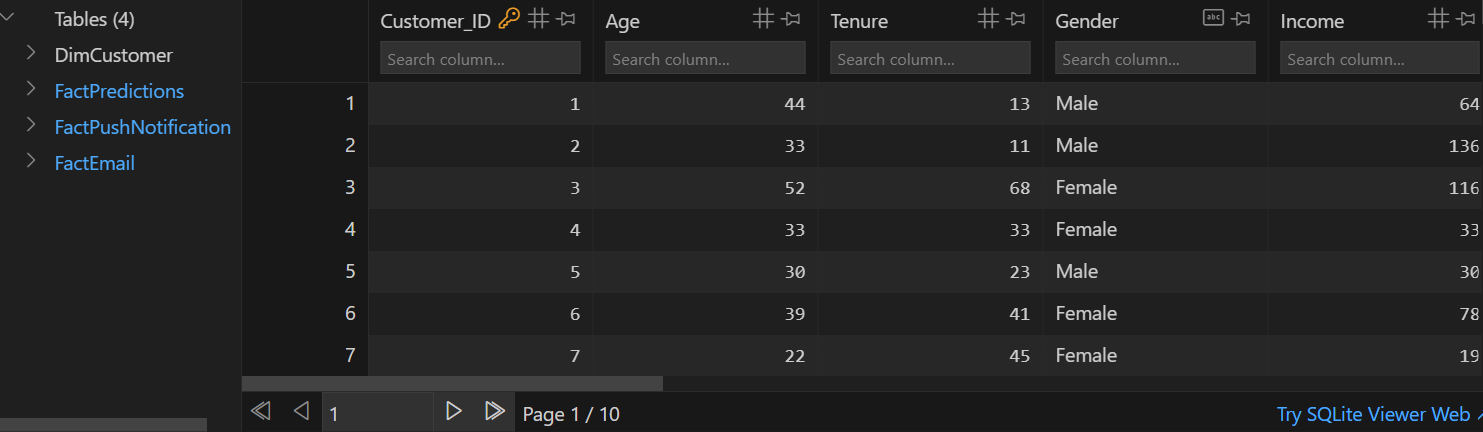 Tables (4)
DimCustomer
FactPredictions
FactPushNotification
FactEmail
Customer_ID Age Tenure Gender abc Income
Search column... Search column... Search column... Search column... Search column...
1 1 44 13 Male 64
2 2 33 11 Male 136
3 3 52 68 Female 116
4 4 33 33 Female 33
5 5 30 23 Male 30
6 6 39 41 Female 78
7 7 22 45 Female 19
1 Page 1 / 10 Try SQLite Viewer Web